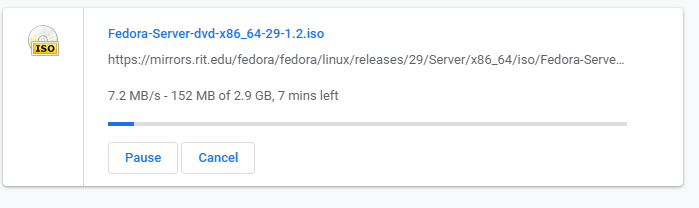 Fedora-Server-dvd-x86_64-29-1.2.iso
ISO
https://mirrors.rit.edu/fedora/fedora/linux/releases/29/Server/x86_64/iso/Fedora-Serve...
7.2 MB/s - 152 MB of 2.9 GB, 7 mins left
Pause Cancel